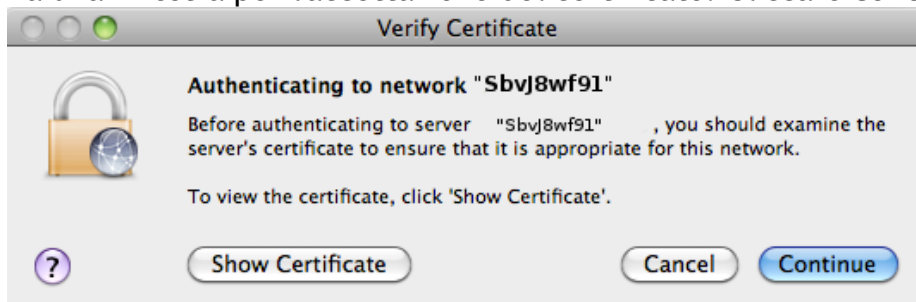 Verify Certificate
Authenticating to network "SbvJ8wf91"
Before authenticating to server "SbvJ8wf91" , you should examine the
server's certificate to ensure that it is appropriate for this network.
To view the certificate, click 'Show Certificate'.
?
Show Certificate
Cancel
Continue